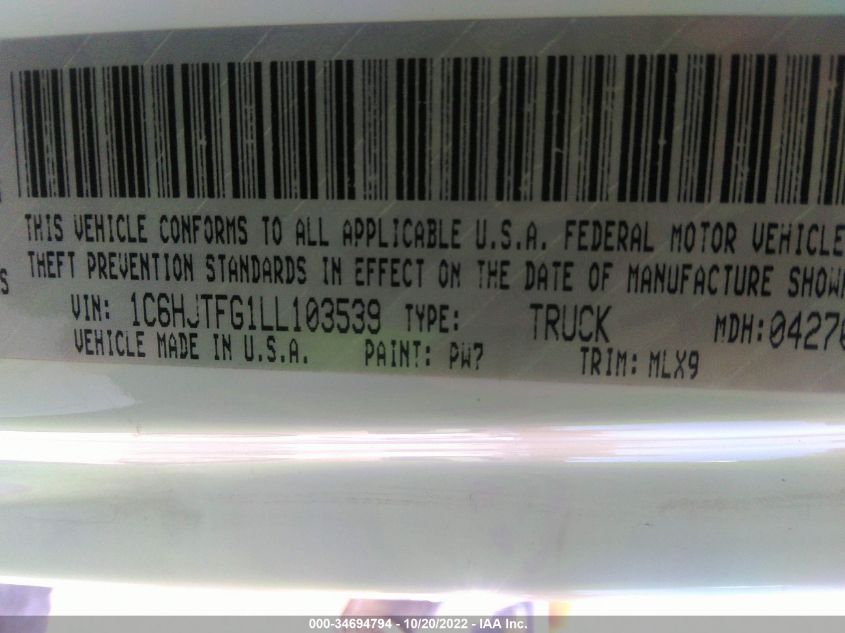 THIS VEHICLE CONFORMS TO ALL APPLICABLE U.S.A. FEDERAL MOTOR VEHICLE
THEFT PREVENTION STANDARDS IN EFFECT ON THE DATE OF MANUFACTURE SHOW
VIN: 1C6HJTFG1LL103539 TYPE: TRUCK MDH:04270
VEHICLE MADE IN U.S.A. PAINT: PW7 TRIM: MLX9
000-34694794 - 10/20/2022 - IAA Inc.